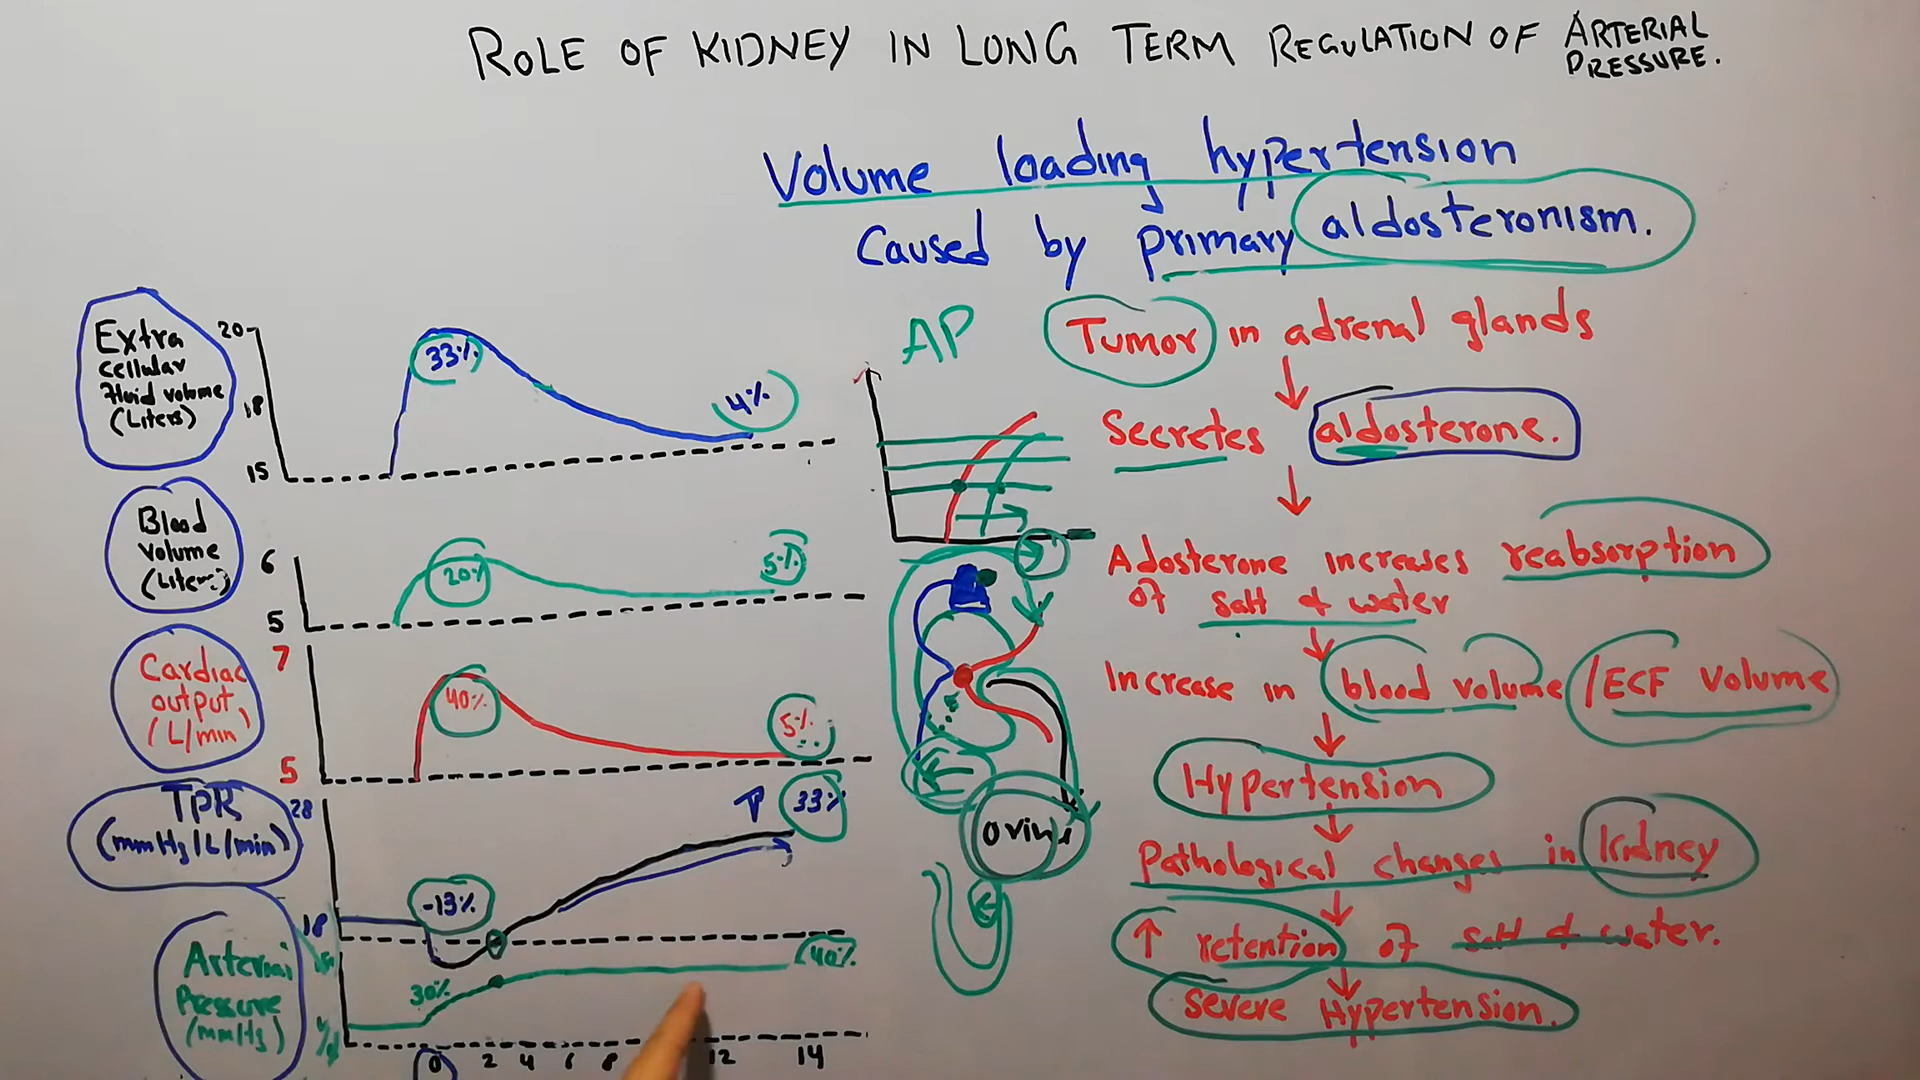 ROLE OF KIDNEY IN LONG TERM REGULATION OF ARTERIAL
PRESSURE.
Volume loading hypertension
Caused by primary aldosteronism.
Extra
cellular
fluid volume
(Liters)
20
18
15
33%
4%
Blood
volume
(Liters)
6
5
20%
5%
Cardiac
output
(L/min)
7
5
40%
5%
TPR
(mmHg/L/min)
28
18
-13%
33%
Arterial
Pressure
(mmHg)
30%
40%
0 2 4 6 8 12 14
AP
urine
Tumor in adrenal glands
Secretes aldosterone.
Adosterone increases reabsorption
of salt & water
Increase in blood volume /ECF volume
Hypertension
Pathological changes in kidney
↑ retention of salt & water.
severe Hypertension.